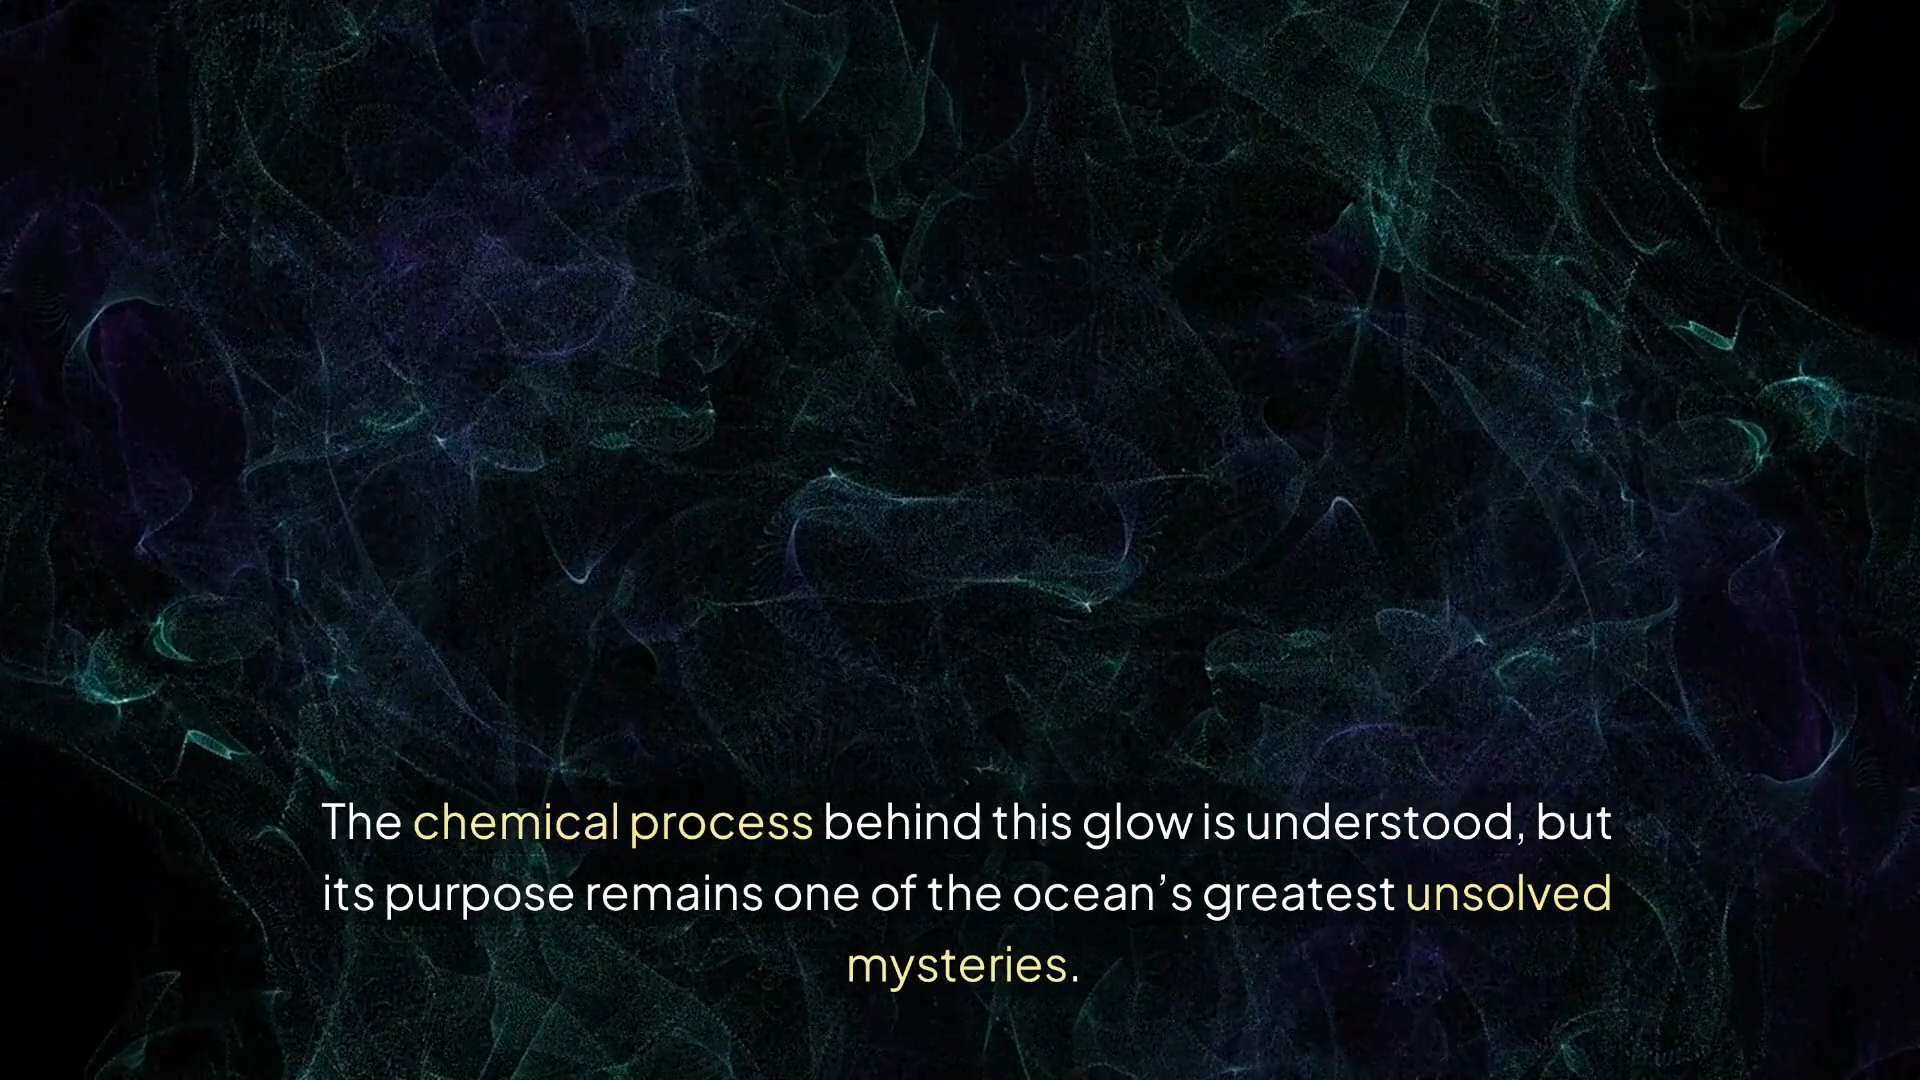 The chemical process behind this glow is understood, but
its purpose remains one of the ocean’s greatest unsolved
mysteries.